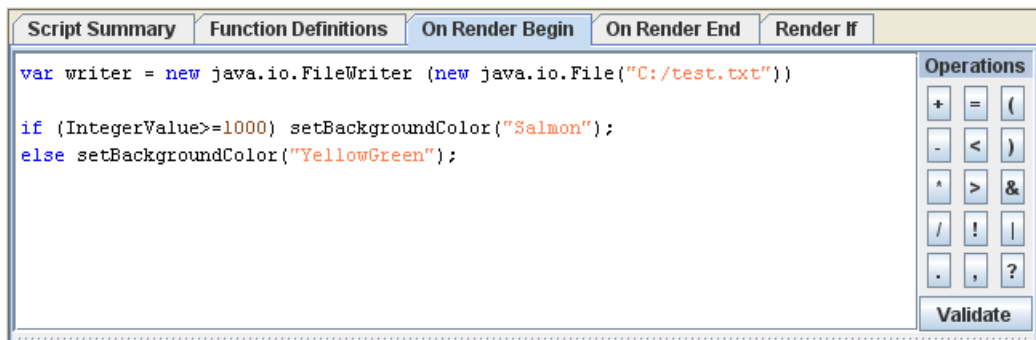 Script Summary Function Definitions On Render Begin On Render End Render If
var writer = new java.io.FileWriter (new java.io.File("C:/test.txt"))
if (IntegerValue>=1000) setBackgroundColor("Salmon");
else setBackgroundColor("YellowGreen");
Operations
+ = (
- < )
* > &
/ ! |
. , ?
Validate